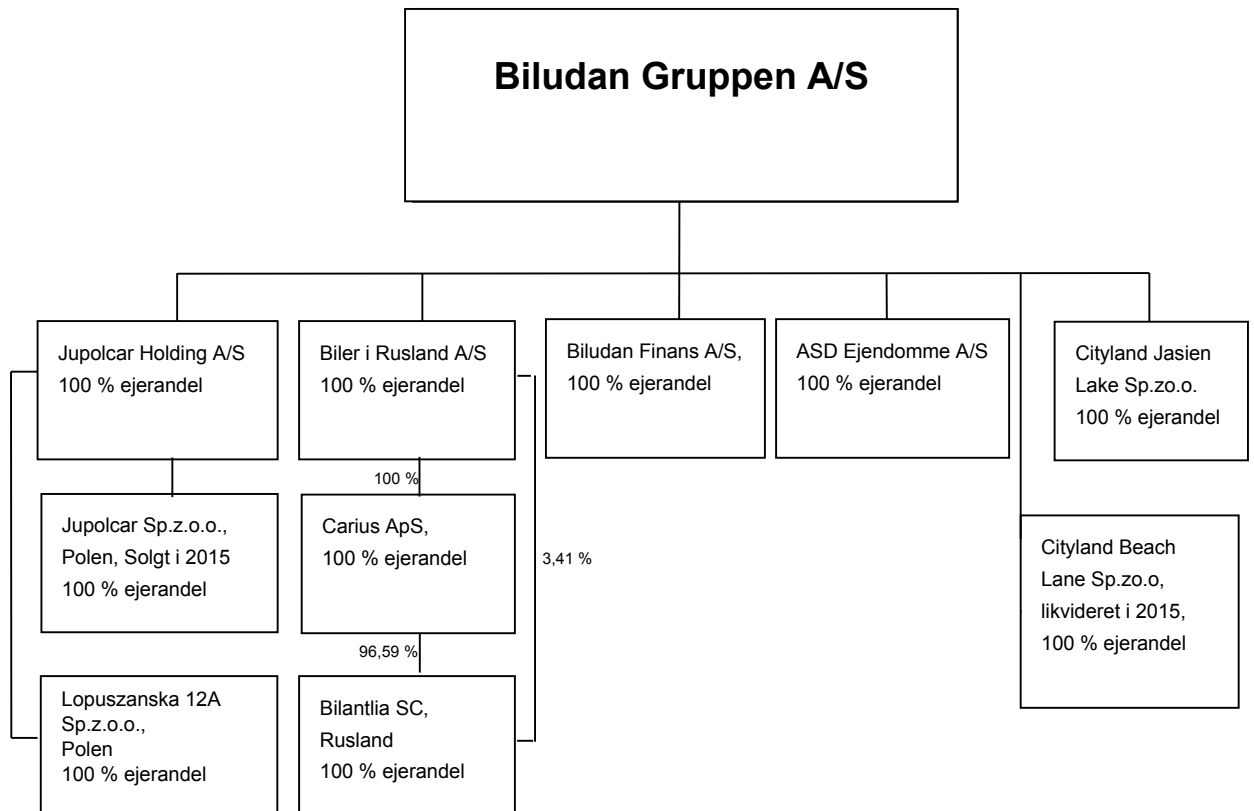 Biludan Gruppen A/S
Jupolcar Holding A/S
100 % ejerandel
Biler i Rusland A/S
100 % ejerandel
Biludan Finans A/S,
100 % ejerandel
ASD Ejendomme A/S
100 % ejerandel
Cityland Jasien
Lake Sp.zo.o.
100 % ejerandel
100 %
Jupolcar Sp.z.o.o.,
Polen, Solgt i 2015
100 % ejerandel
Carius ApS,
100 % ejerandel
3,41 %
Cityland Beach
Lane Sp.zo.o,
likvideret i 2015,
100 % ejerandel
96,59 %
Lopuszanska 12A
Sp.z.o.o.,
Polen
100 % ejerandel
Bilantlia SC,
Rusland
100 % ejerandel